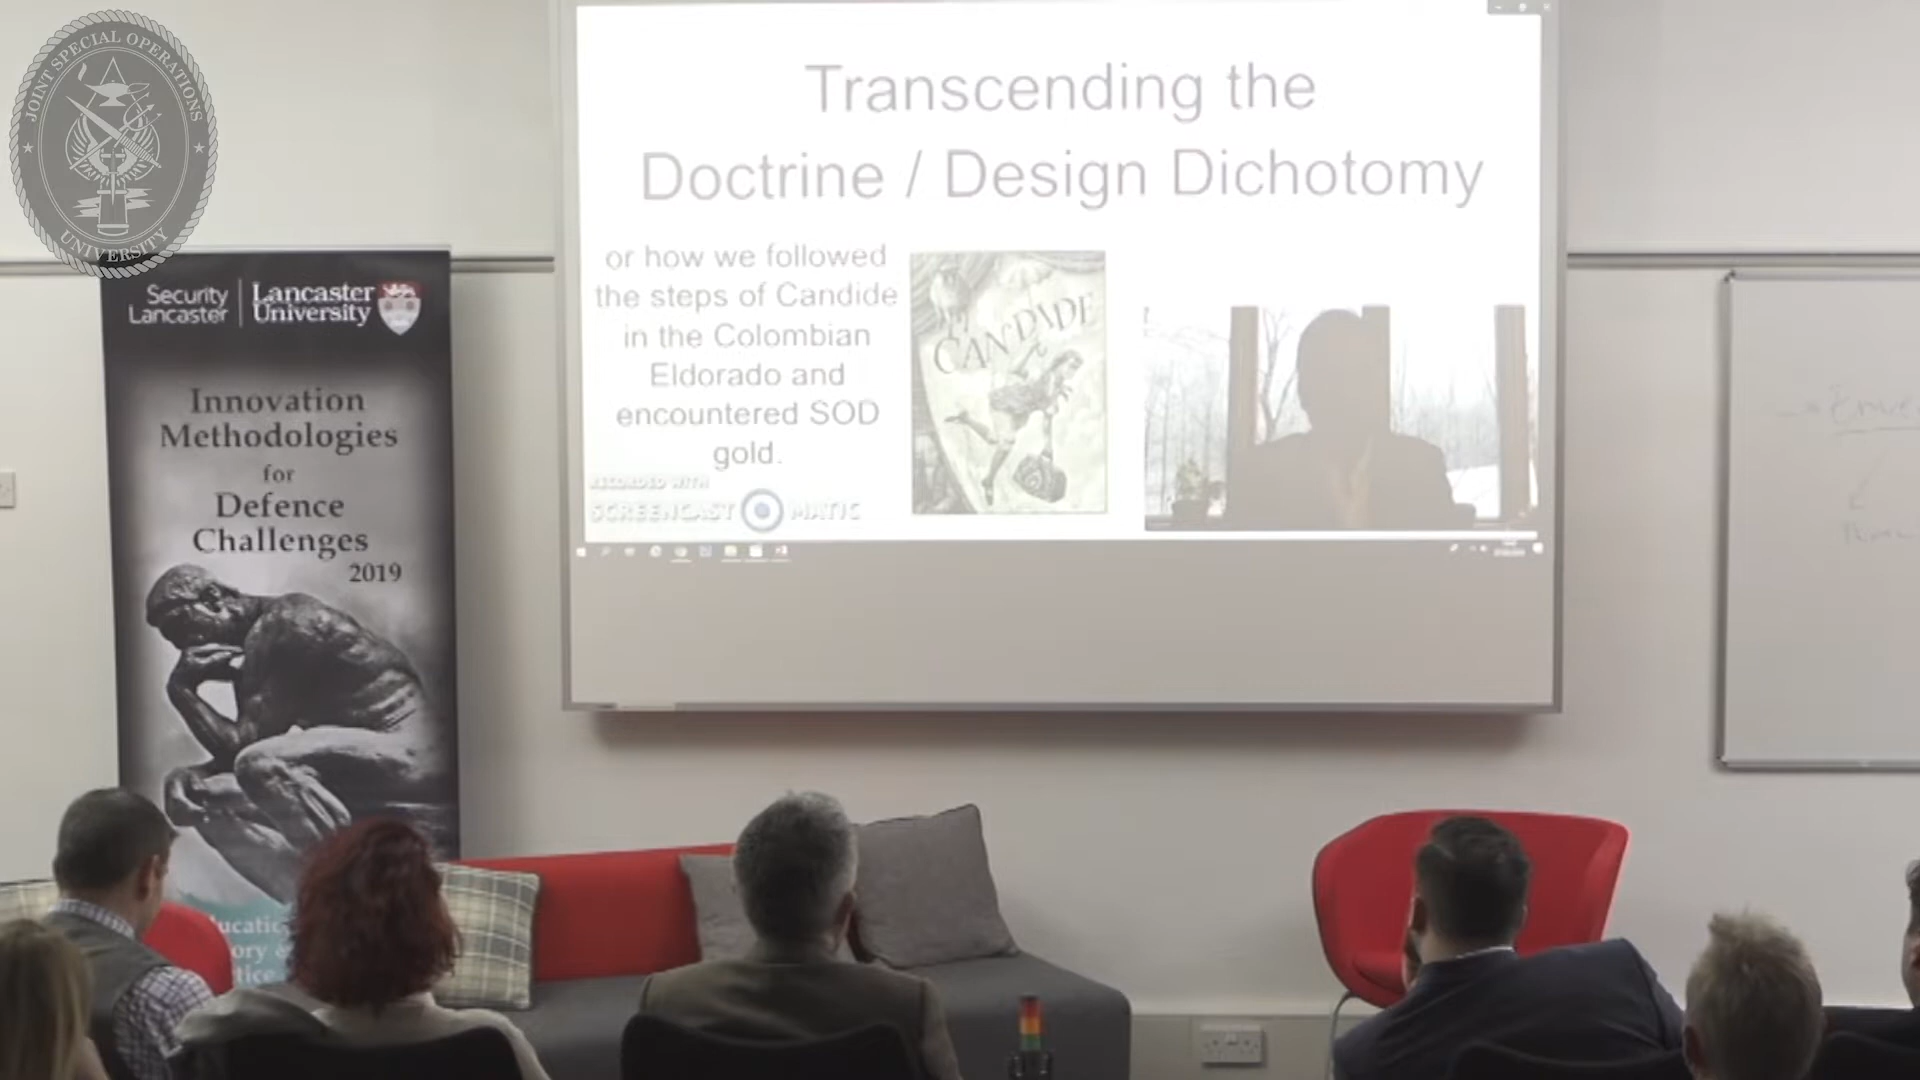 JOINT SPECIAL OPERATIONS
UNIVERSITY
Security
Lancaster
Lancaster
University
Innovation
Methodologies
for
Defence
Challenges
2019
Transcending the
Doctrine / Design Dichotomy
or how we followed
the steps of Candide
in the Colombian
Eldorado and
encountered SOD
gold.
CANDIDE
RECORDED WITH
SCREENCAST MATIC